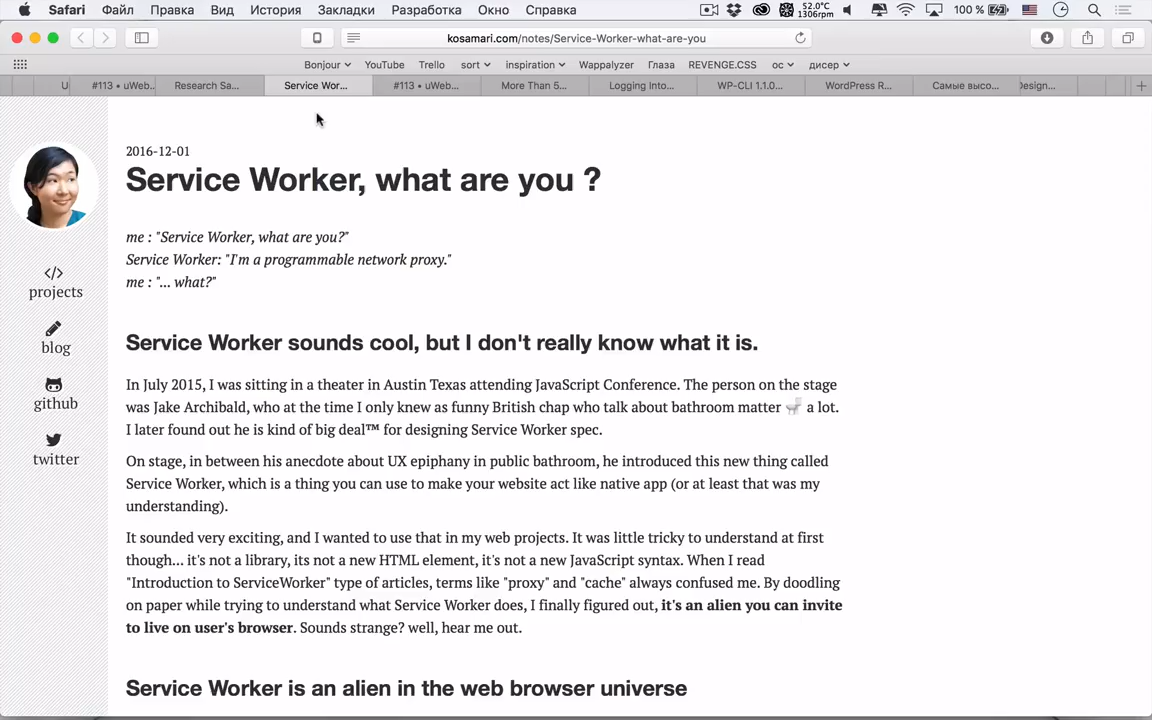 Safari Файл Правка Вид История Закладки Разработка Окно Справка 52.0°C 1306rpm 100 %
kosamari.com/notes/Service-Worker-what-are-you
Bonjour YouTube Trello sort inspiration Wappalyzer Глаза REVENGE.CSS ос дисер
U #113 • uWeb... Research Sa... Service Wor... #113 • uWeb... More Than 5... Logging Into... WP-CLI 1.1.0... WordPress R... Самые высо... Design...
2016-12-01
Service Worker, what are you ?
me : "Service Worker, what are you?"
Service Worker: "I'm a programmable network proxy."
me : "... what?"
projects
blog
github
twitter
Service Worker sounds cool, but I don't really know what it is.
In July 2015, I was sitting in a theater in Austin Texas attending JavaScript Conference. The person on the stage
was Jake Archibald, who at the time I only knew as funny British chap who talk about bathroom matter 🚽 a lot.
I later found out he is kind of big deal™ for designing Service Worker spec.
On stage, in between his anecdote about UX epiphany in public bathroom, he introduced this new thing called
Service Worker, which is a thing you can use to make your website act like native app (or at least that was my
understanding).
It sounded very exciting, and I wanted to use that in my web projects. It was little tricky to understand at first
though... it's not a library, its not a new HTML element, it's not a new JavaScript syntax. When I read
"Introduction to ServiceWorker" type of articles, terms like "proxy" and "cache" always confused me. By doodling
on paper while trying to understand what Service Worker does, I finally figured out, it's an alien you can invite
to live on user's browser. Sounds strange? well, hear me out.
Service Worker is an alien in the web browser universe